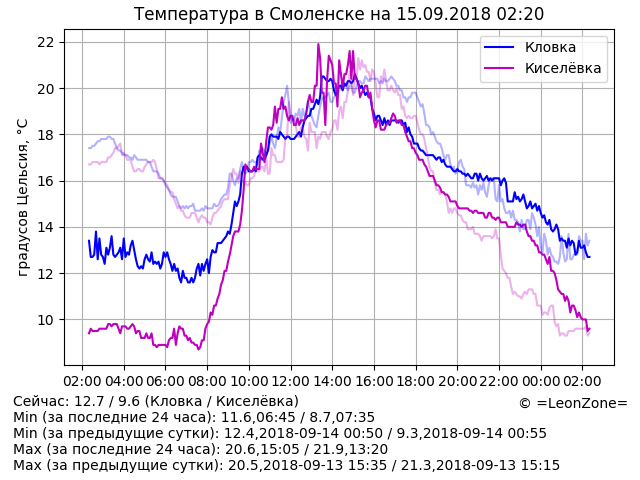 Температура в Смоленске на 15.09.2018 02:20
градусов Цельсия, °C
22
20
18
16
14
12
10
Кловка
Киселёвка
02:00 04:00 06:00 08:00 10:00 12:00 14:00 16:00 18:00 20:00 22:00 00:00 02:00
Сейчас: 12.7 / 9.6 (Кловка / Киселёвка)
© =LeonZone=
Min (за последние 24 часа): 11.6,06:45 / 8.7,07:35
Min (за предыдущие сутки): 12.4,2018-09-14 00:50 / 9.3,2018-09-14 00:55
Max (за последние 24 часа): 20.6,15:05 / 21.9,13:20
Max (за предыдущие сутки): 20.5,2018-09-13 15:35 / 21.3,2018-09-13 15:15